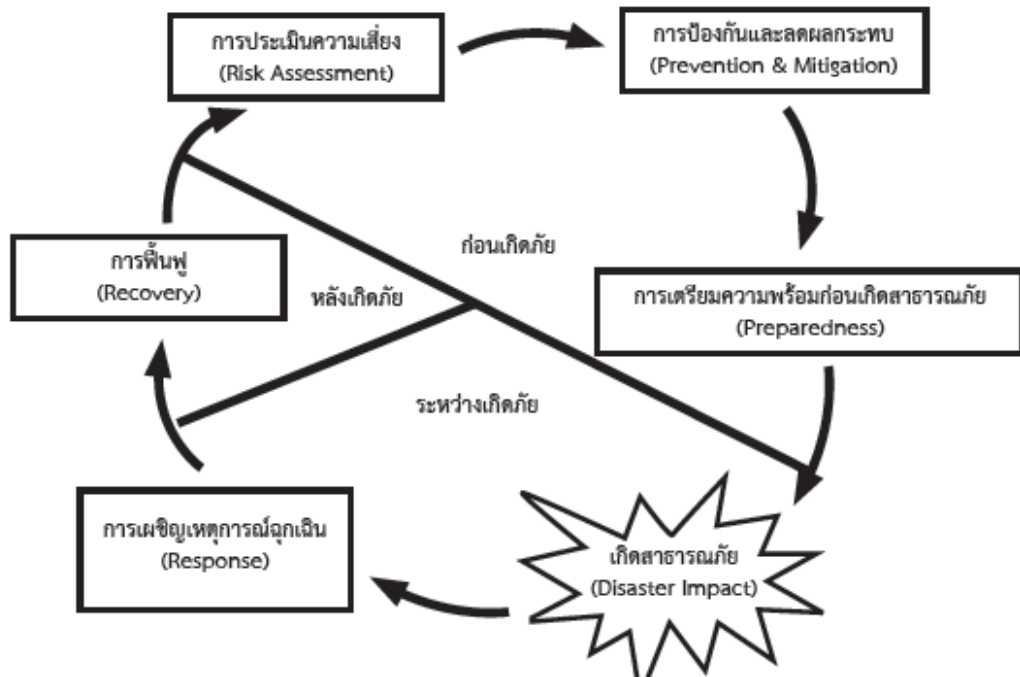 การประเมินความเสี่ยง
(Risk Assessment)
การป้องกันและลดผลกระทบ
(Prevention & Mitigation)
การฟื้นฟู
(Recovery)
ก่อนเกิดภัย
หลังเกิดภัย
การเตรียมความพร้อมก่อนเกิดสาธารณภัย
(Preparedness)
ระหว่างเกิดภัย
การเผชิญเหตุการณ์ฉุกเฉิน
(Response)
เกิดสาธารณภัย
(Disaster Impact)